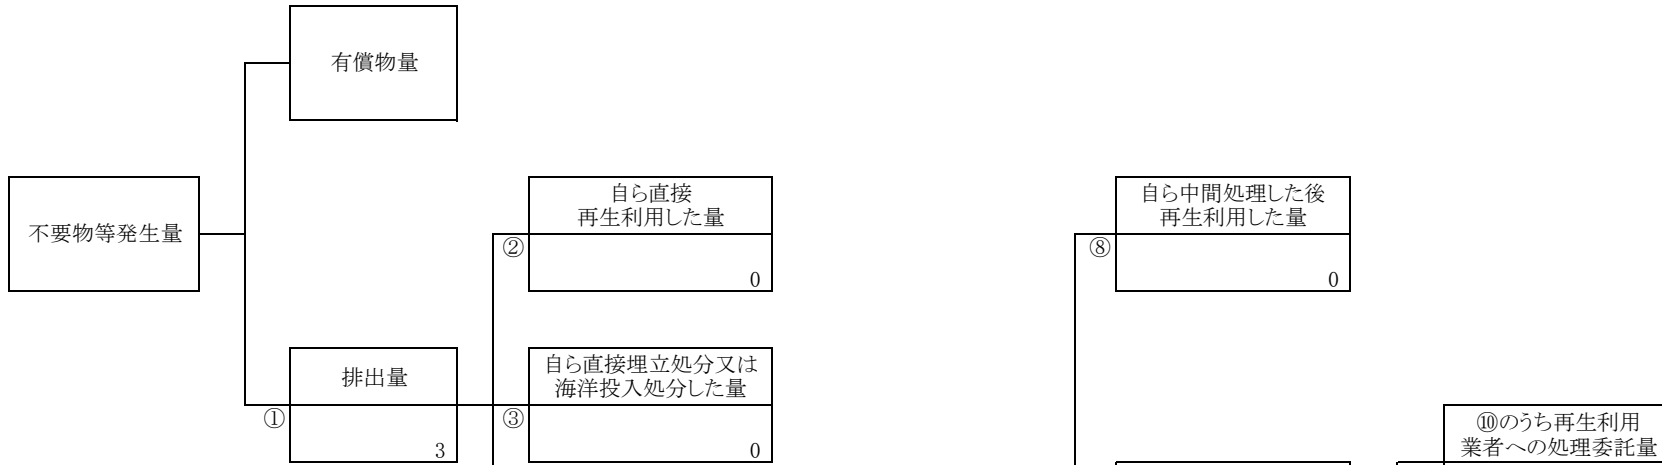 有償物量
不要物等発生量
自ら直接
再生利用した量
②
0
自ら中間処理した後
再生利用した量
⑧
0
排出量
①
3
自ら直接埋立処分又は
海洋投入処分した量
③
0
⑩のうち再生利用
業者への処理委託量